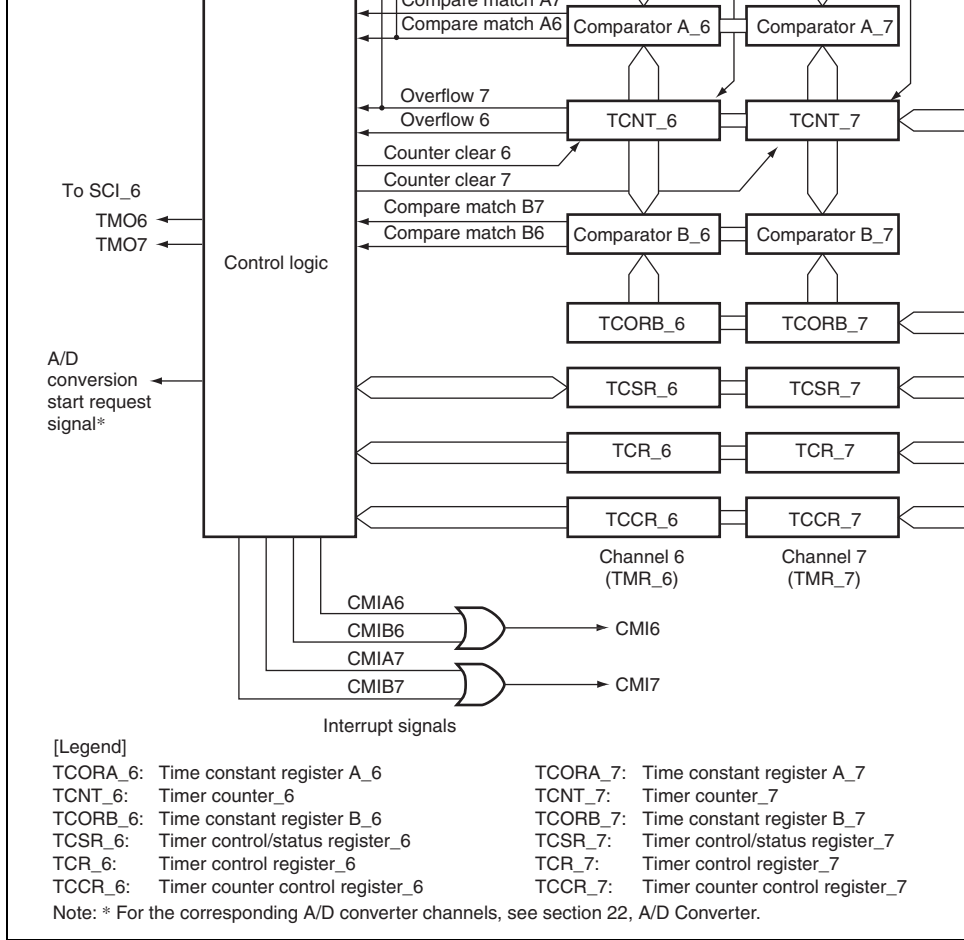 Compare match A7
Compare match A6
Comparator A_6
Comparator A_7
Overflow 7
Overflow 6
TCNT_6
TCNT_7
Counter clear 6
Counter clear 7
To SCI_6
TMO6
TMO7
Compare match B7
Compare match B6
Comparator B_6
Comparator B_7
Control logic
TCORB_6
TCORB_7
A/D
conversion
start request
signal*
TCSR_6
TCSR_7
TCR_6
TCR_7
TCCR_6
TCCR_7
Channel 6
(TMR_6)
Channel 7
(TMR_7)
CMIA6
CMIB6
CMI6
CMIA7
CMIB7
CMI7
Interrupt signals
[Legend]
TCORA_6: Time constant register A_6 TCORA_7: Time constant register A_7
TCNT_6: Timer counter_6 TCNT_7: Timer counter_7
TCORB_6: Time constant register B_6 TCORB_7: Time constant register B_7
TCSR_6: Timer control/status register_6 TCSR_7: Timer control/status register_7
TCR_6: Timer control register_6 TCR_7: Timer control register_7
TCCR_6: Timer counter control register_6 TCCR_7: Timer counter control register_7
Note: * For the corresponding A/D converter channels, see section 22, A/D Converter.